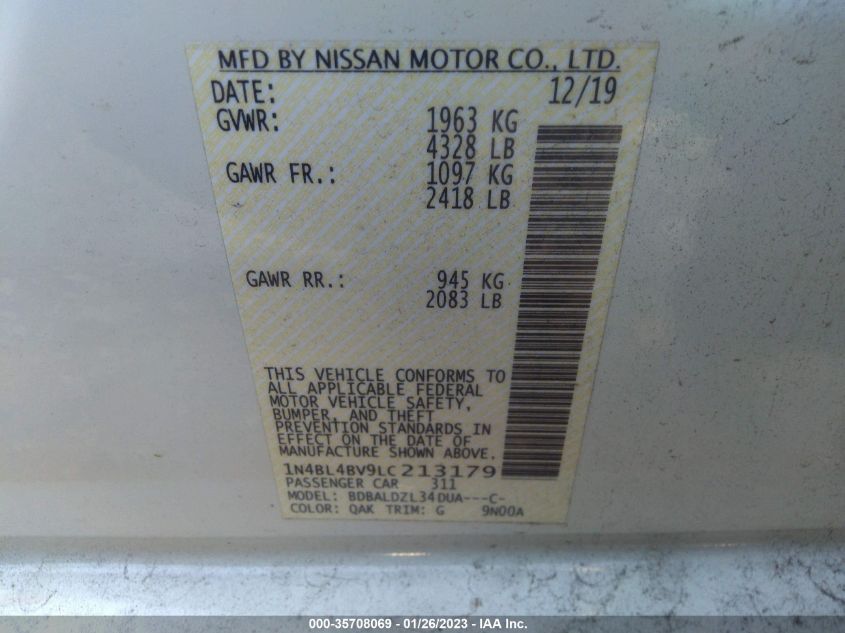 MFD BY NISSAN MOTOR CO., LTD.
DATE: 12/19
GVWR: 1963 KG
4328 LB
GAWR FR.: 1097 KG
2418 LB
GAWR RR.: 945 KG
2083 LB
THIS VEHICLE CONFORMS TO
ALL APPLICABLE FEDERAL
MOTOR VEHICLE SAFETY,
BUMPER, AND THEFT
PREVENTION STANDARDS IN
EFFECT ON THE DATE OF
MANUFACTURE SHOWN ABOVE.
1N4BL4BV9LC213179
PASSENGER CAR 311
MODEL: BDBALDZL34DUA---C-
COLOR: QAK TRIM: G 9N00A
000-35708069 - 01/26/2023 - IAA Inc.